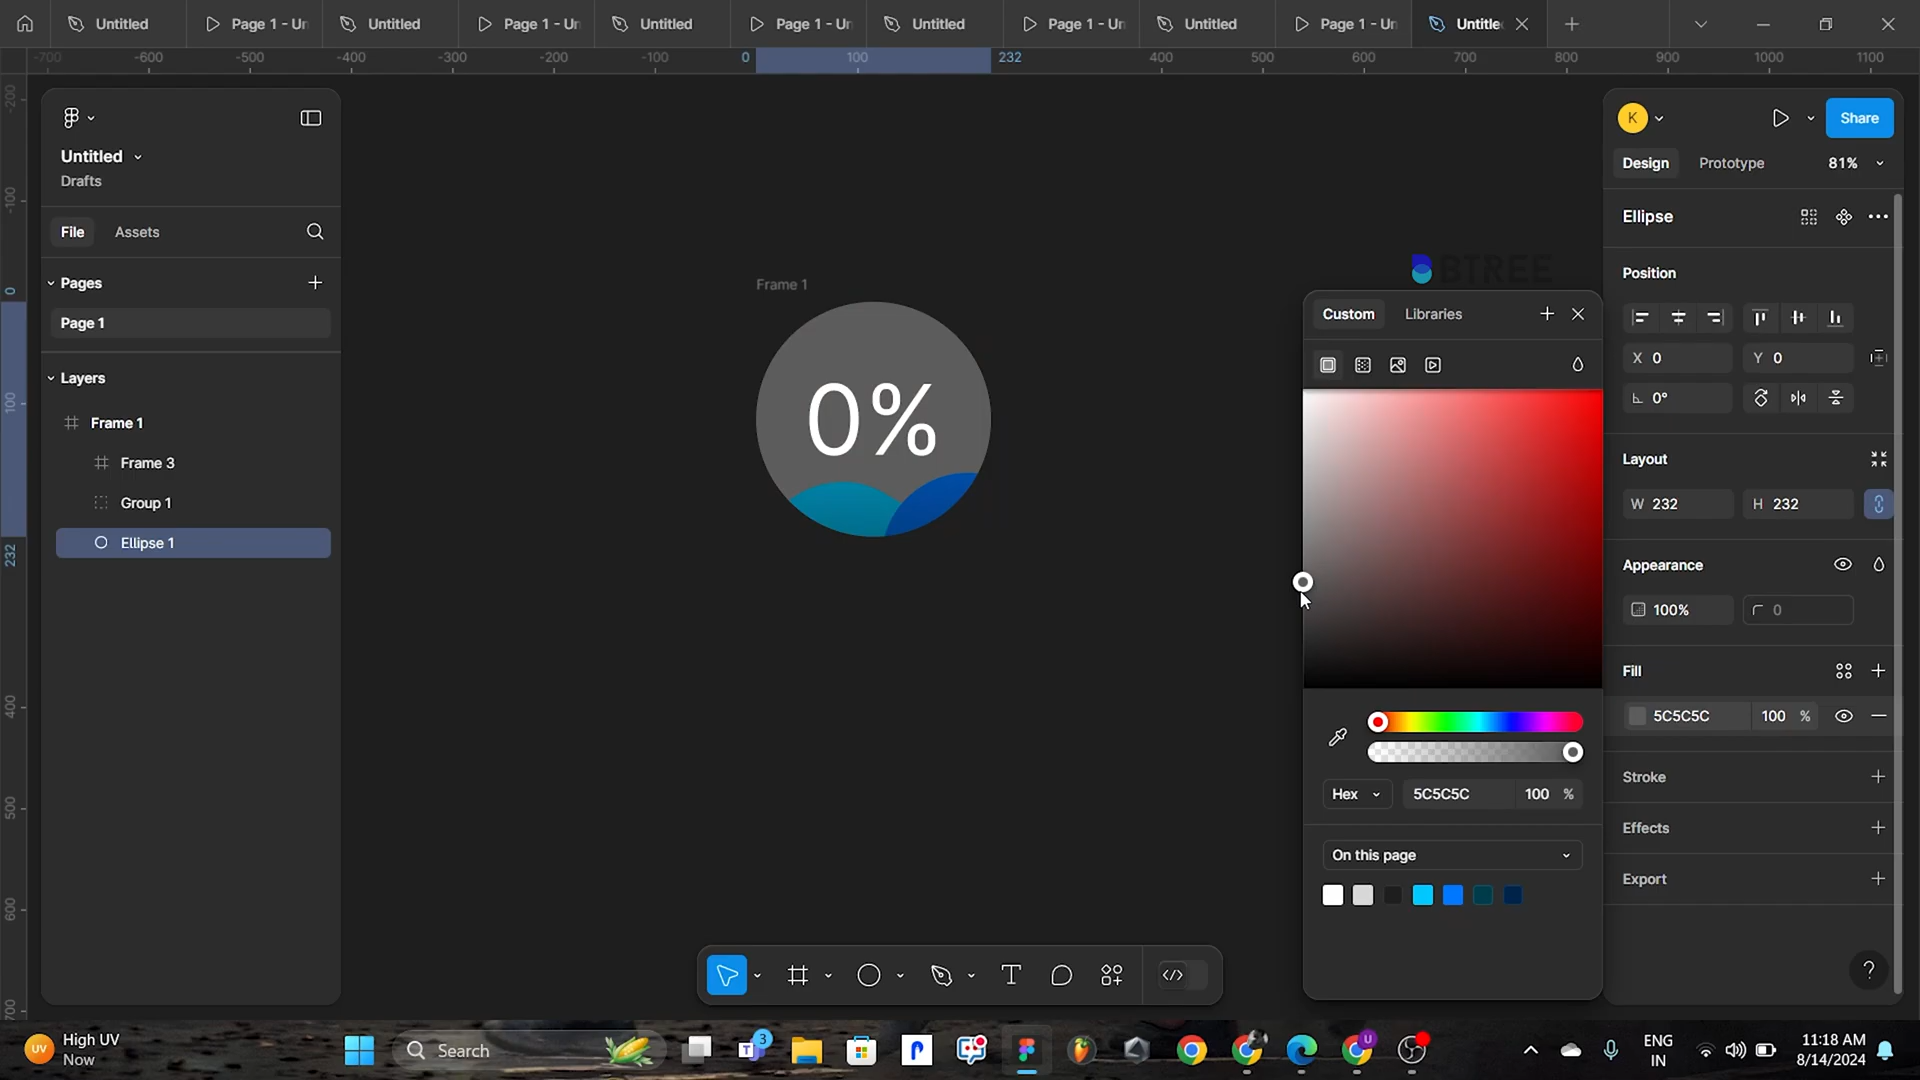 Untitled
Page 1 - Un
Untitled
Page 1 - Un
Untitled
Page 1 - Un
Untitled
Page 1 - Un
Untitled
Page 1 - Un
Untitle
-700 -600 -500 -400 -300 -200 -100 0 100 232 400 500 600 700 800 900 1000 1100
-200
-100
0
100
232
400
500
600
700
Untitled
Drafts
File Assets
Pages
Page 1
Layers
Frame 1
Frame 3
Group 1
Ellipse 1
Frame 1
0%
BTREE
Custom Libraries
Hex 5C5C5C 100 %
On this page
K
Share
Design Prototype 81%
Ellipse
Position
X 0 Y 0
0°
Layout
W 232 H 232
Appearance
100% 0
Fill
5C5C5C 100 %
Stroke
Effects
Export
?
T
UV
High UV
Now
Search
3
U
ENG
IN
11:18 AM
8/14/2024